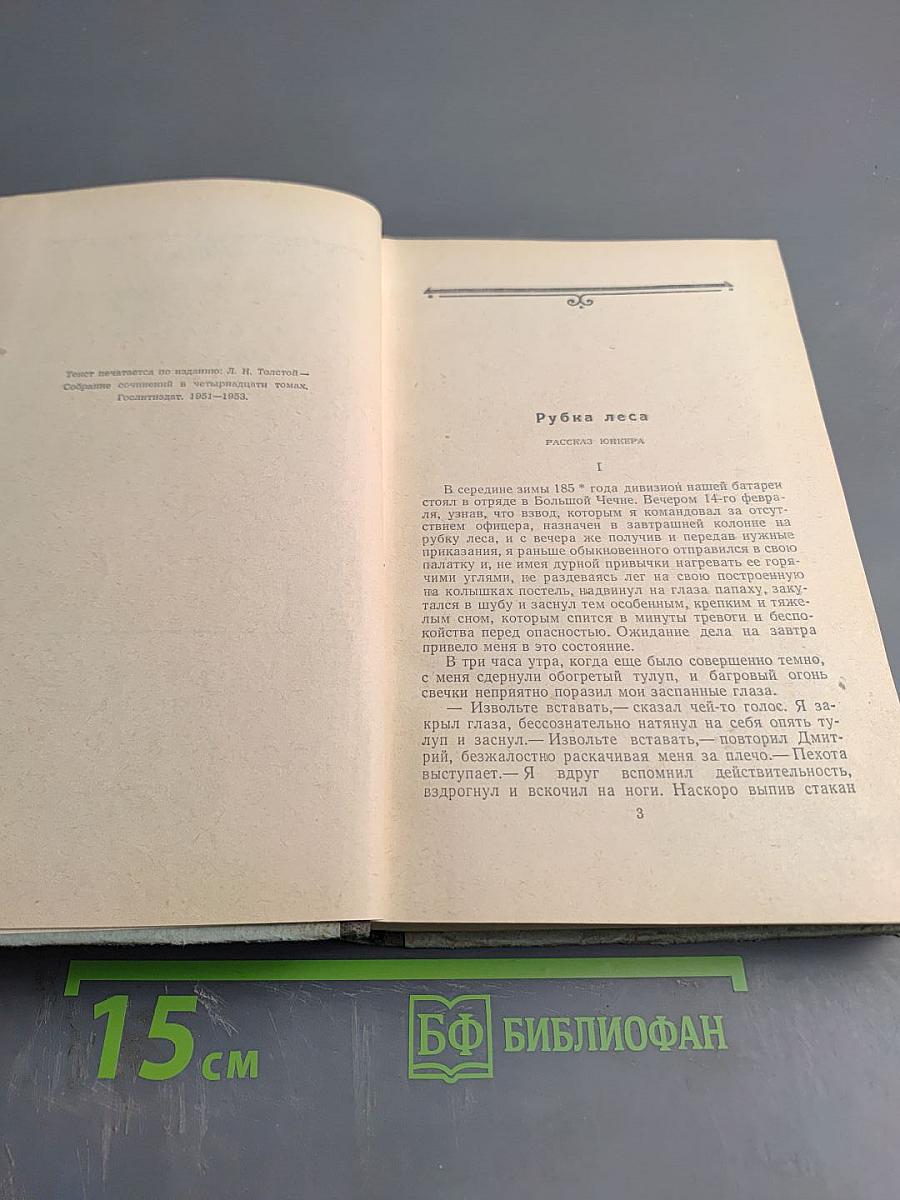 Текст печатается по изданию: Л. Н. Толстой —
Собрание сочинений в четырнадцати томах.
Гослитиздат. 1951—1953.
Рубка леса
РАССКАЗ ЮНКЕРА
I
В середине зимы 185 * года дивизион нашей батареи
стоял в отряде в Большой Чечне. Вечером 14-го февра-
ля, узнав, что взвод, которым я командовал за отсут-
ствием офицера, назначен в завтрашней колонне на
рубку леса, и с вечера же получив и передав нужные
приказания, я раньше обыкновенного отправился в свою
палатку и, не имея дурной привычки нагревать ее горя-
чими углями, не раздеваясь лег на свою построенную
на колышках постель, надвинул на глаза папаху, заку-
тался в шубу и заснул тем особенным, крепким и тяже-
лым сном, которым спится в минуты тревоги и беспо-
койства перед опасностью. Ожидание дела на завтра
привело меня в это состояние.
В три часа утра, когда еще было совершенно темно,
с меня сдернули обогретый тулуп, и багровый огонь
свечки неприятно поразил мои заспанные глаза.
— Извольте вставать,— сказал чей-то голос. Я за-
крыл глаза, бессознательно натянул на себя опять ту-
луп и заснул.— Извольте вставать,— повторил Дмит-
рий, безжалостно раскачивая меня за плечо.— Пехота
выступает.— Я вдруг вспомнил действительность,
вздрогнул и вскочил на ноги. Наскоро выпив стакан
3
15 см
БФ БИБЛИОФАН